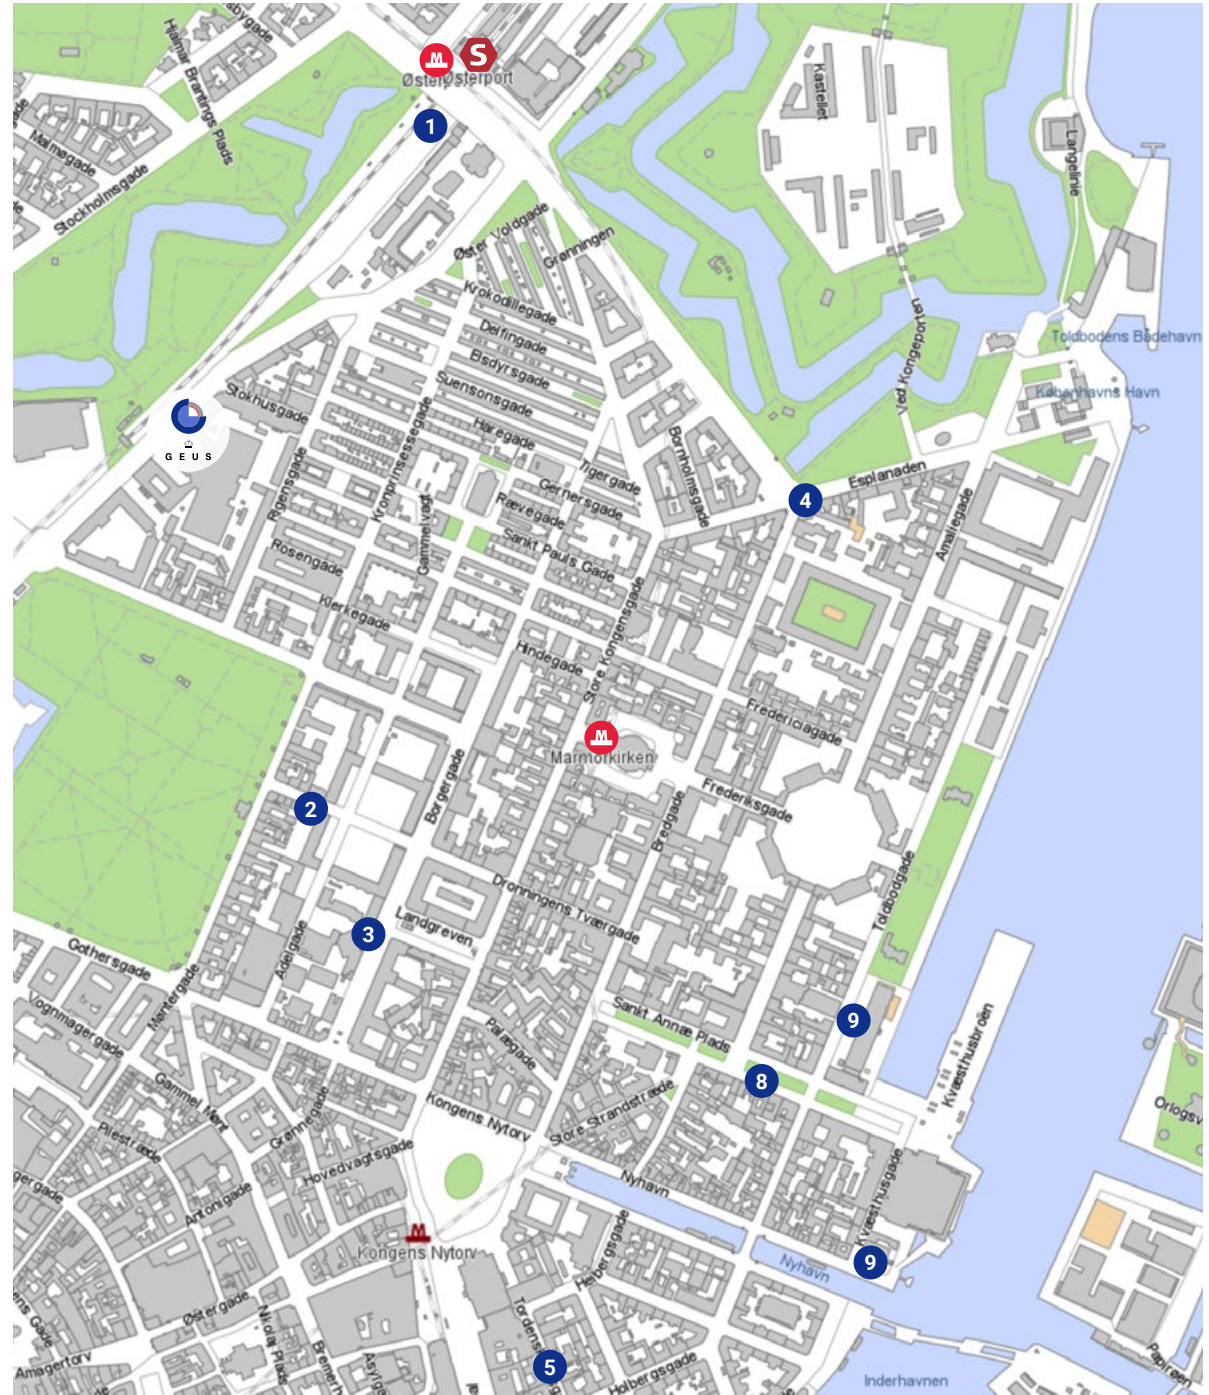 Hjalmar Brantings Plads
Østerport
S
1
Malmøgade
Stockholmsgade
Kastellet
Langelinie
Øster Voldgade
Grønningen
Krokodillegade
Delfingade
Elsdyrsgade
Suensonsgade
Haregade
Stokhusgade
GEUS
Toldbodens Bådehavn
Københavns Havn
Ved Kongeporten
Kronprinsessegade
Rigensgade
Bornholmsgade
Tigergade
Gernersgade
Rævegade
Sankt Pauls Gade
Gammelvagt
Esplanaden
4
Amaliegade
Rosengade
Klerkegade
Hindegade
Store Kongensgade
Fredericiagade
M
Marmorkirken
Frederiksgade
Bredgade
Borgergade
2
Toldbodgade
Dronningens Tværgade
Landgreven
3
Adelgade
Gothersgade
Møntergade
Vognmagergade
Sankt Annæ Plads
9
Palægade
8
Kvæsthusbroen
Gammel Mønt
Grønnegade
Kongens Nytorv
Store Strandstræde
Pilestræde
Hovedvagtsgade
Antonigade
Nyhavn
Kvæsthusgade
M
Kongens Nytorv
Nyhavn
9
Holbergsgade
Østergade
Nikolaj Plads
Amagertorv
5
Holbergsgade
Inderhavnen
Papirøen